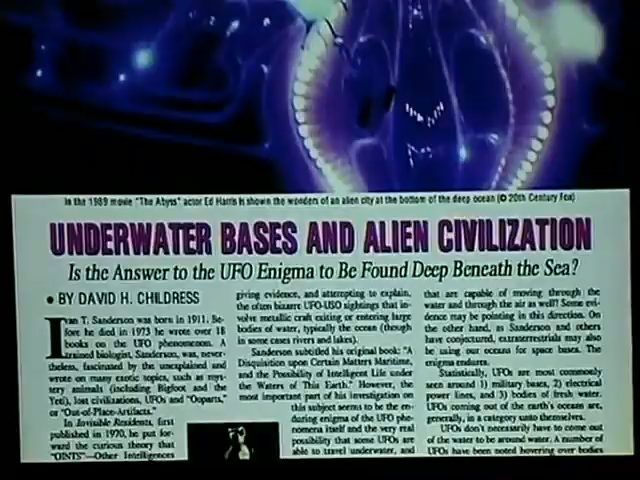 In the 1989 movie "The Abyss" actor Ed Harris is shown the wonders of an alien city at the bottom of the deep ocean (© 20th Century Fox)
UNDERWATER BASES AND ALIEN CIVILIZATION
Is the Answer to the UFO Enigma to Be Found Deep Beneath the Sea?
• BY DAVID H. CHILDRESS
Ivan T. Sanderson was born in 1911. Be-
fore he died in 1973 he wrote over 18
books on the UFO phenomenon. A
trained biologist, Sanderson, was, never-
theless, fascinated by the unexplained and
wrote on many exotic topics, such as mys-
tery animals (including Bigfoot and the
Yeti), lost civilizations, UFOs and "Ooparts,"
or "Out-of-Place-Artifacts."
In Invisible Residents, first
published in 1970, he put for-
ward the curious theory that
"OINTS"—Other Intelligences
giving evidence, and attempting to explain,
the often bizarre UFO-USO sightings that in-
volve metallic craft exiting or entering large
bodies of water, typically the ocean (though
in some cases rivers and lakes).
Sanderson subtitled his original book: "A
Disquisition upon Certain Matters Maritime,
and the Possibility of Intelligent Life under
the Waters of This Earth." However, the
most important part of his investigation on
this subject seems to be the en-
during enigma of the UFO phe-
nomena itself and the very real
possibility that some UFOs are
able to travel underwater, and
that are capable of moving through the
water and through the air as well! Some evi-
dence may be pointing in this direction. On
the other hand, as Sanderson and others
have conjectured, extraterrestrials may also
be using our oceans for space bases. The
enigma endures.
Statistically, UFOs are most commonly
seen around 1) military bases, 2) electrical
power lines, and 3) bodies of fresh water.
UFOs coming out of the earth's oceans are,
generally, in a category unto themselves.
UFOs don't necessarily have to come out
of the water to be around water. A number of
UFOs have been noted hovering over bodies